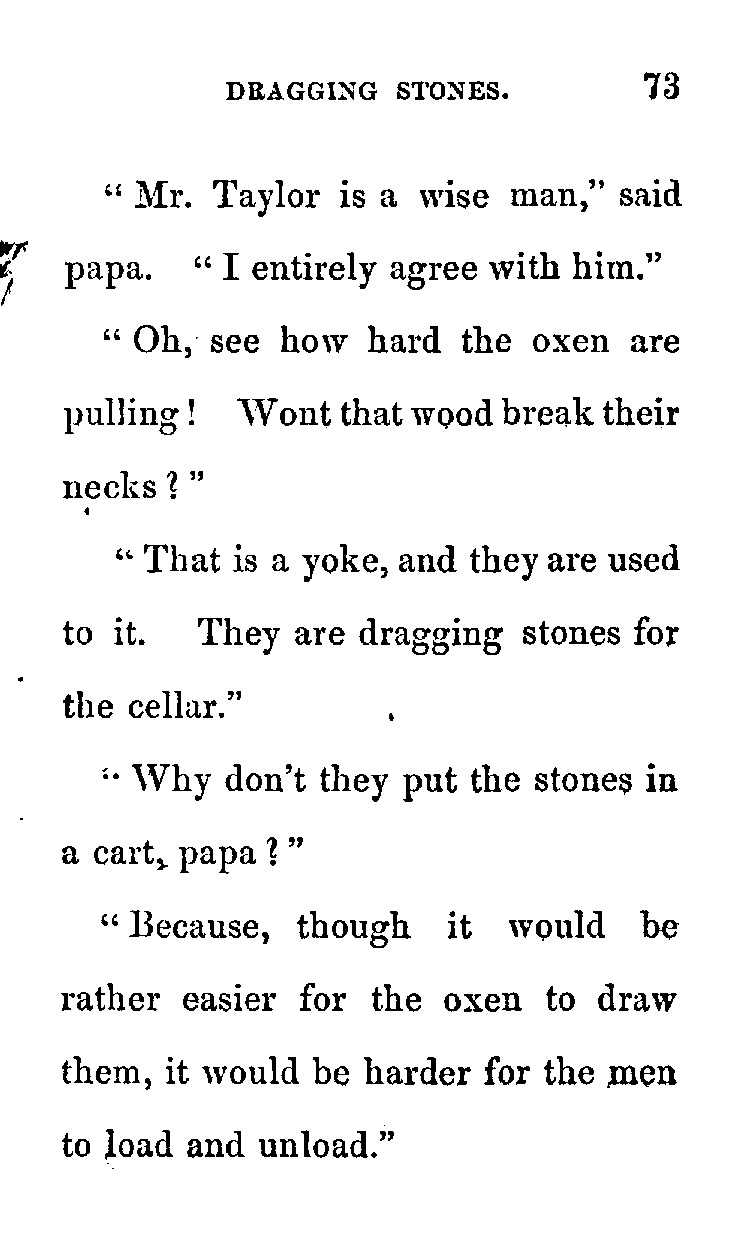 DRAGGING STONES. 73
“ Mr. Taylor is a wise man,” said
papa. “ I entirely agree with him.”
“ Oh, see how hard the oxen are
pulling ! Wont that wood break their
necks ? ”
“ That is a yoke, and they are used
to it. They are dragging stones for
the cellar.”
“ Why don’t they put the stones in
a cart, papa ? ”
“ Because, though it would be
rather easier for the oxen to draw
them, it would be harder for the men
to load and unload.”